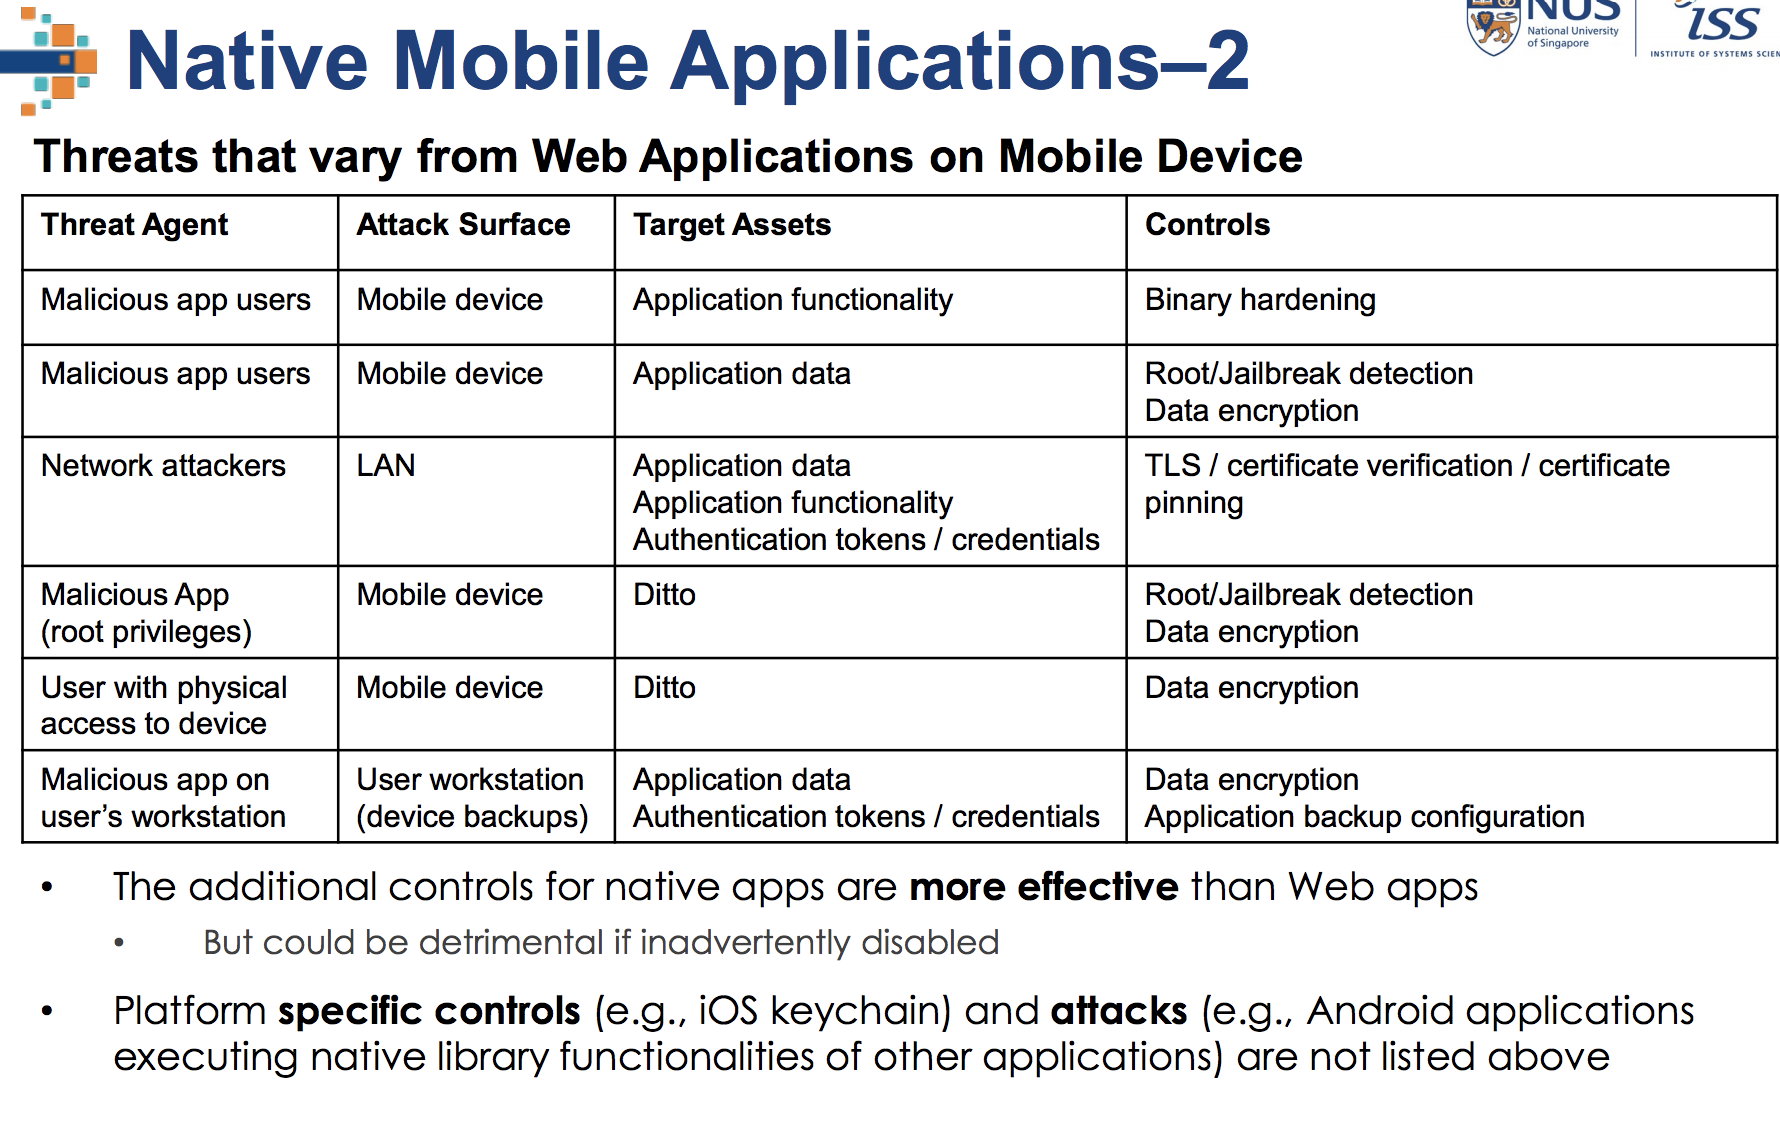 Native Mobile Applications–2
NUS
National University
of Singapore
iSS
INSTITUTE OF SYSTEMS
Threats that vary from Web Applications on Mobile Device
Threat Agent Attack Surface Target Assets Controls
Malicious app users Mobile device Application functionality Binary hardening
Malicious app users Mobile device Application data Root/Jailbreak detection
Data encryption
Network attackers LAN Application data TLS / certificate verification / certificate
Application functionality pinning
Authentication tokens / credentials
Malicious App Mobile device Ditto Root/Jailbreak detection
(root privileges) Data encryption
User with physical Mobile device Ditto Data encryption
access to device
Malicious app on User workstation Application data Data encryption
user’s workstation (device backups) Authentication tokens / credentials Application backup configuration
• The additional controls for native apps are more effective than Web apps
• But could be detrimental if inadvertently disabled
• Platform specific controls (e.g., iOS keychain) and attacks (e.g., Android applications
executing native library functionalities of other applications) are not listed above